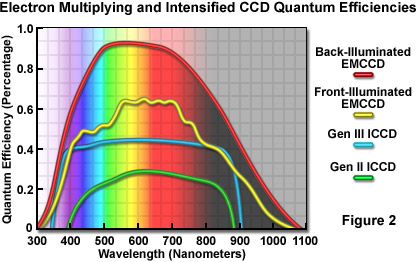 Electron Multiplying and Intensified CCD Quantum Efficiencies
Quantum Efficiency (Percentage)
1.0
0.8
0.6
0.4
0.2
0
300 400 500 600 700 800 900 1000 1100
Wavelength (Nanometers)
Back-Illuminated
EMCCD
Front-Illuminated
EMCCD
Gen III ICCD
Gen II ICCD
Figure 2